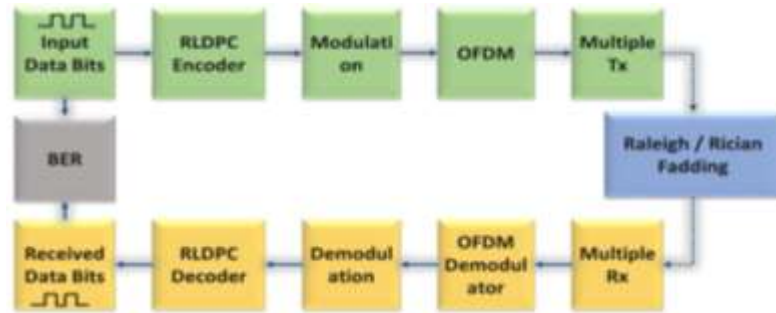 Input
Data Bits
RLDPC
Encoder
Modulati
on
OFDM
Multiple
Tx
BER
Raleigh / Rician
Fadding
Received
Data Bits
RLDPC
Decoder
Demodul
ation
OFDM
Demodul
ator
Multiple
Rx